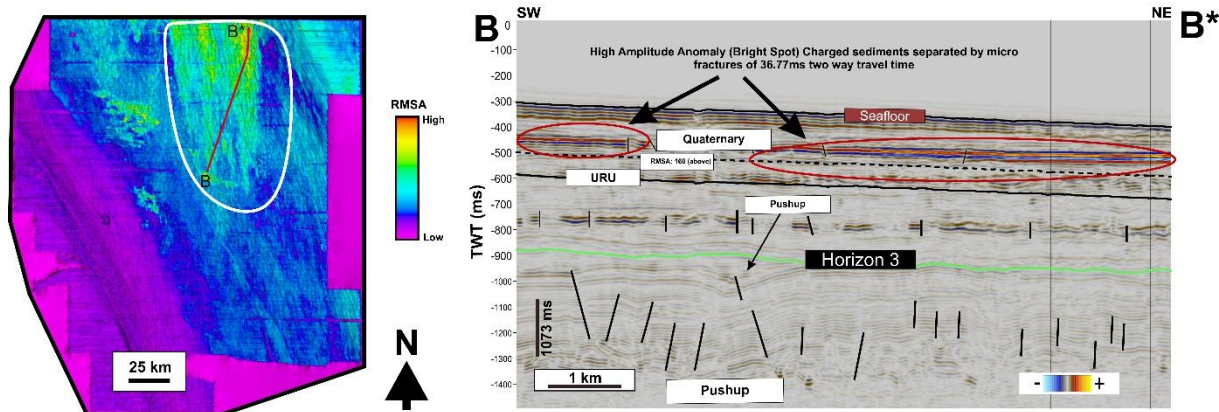 B*
B
RMSA
High
Low
25 km
N
B
SW
NE
B*
High Amplitude Anomaly (Bright Spot) Charged sediments separated by micro
fractures of 36.77ms two way travel time
Seafloor
Quaternary
RMSA: 160 (above)
URU
Pushup
Horizon 3
TWT (ms)
0
-100
-200
-300
-400
-500
-600
-700
-800
-900
-1000
-1100
-1200
-1300
-1400
1073 ms
1 km
Pushup
- +